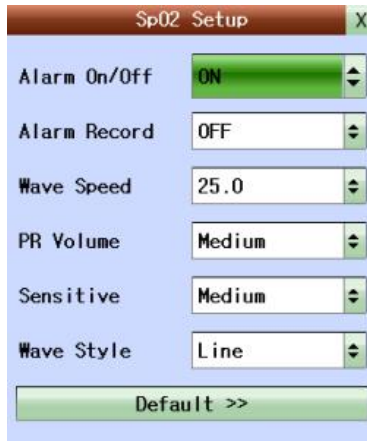 SpO2 Setup X
Alarm On/Off ON
Alarm Record OFF
Wave Speed 25.0
PR Volume Medium
Sensitive Medium
Wave Style Line
Default >>